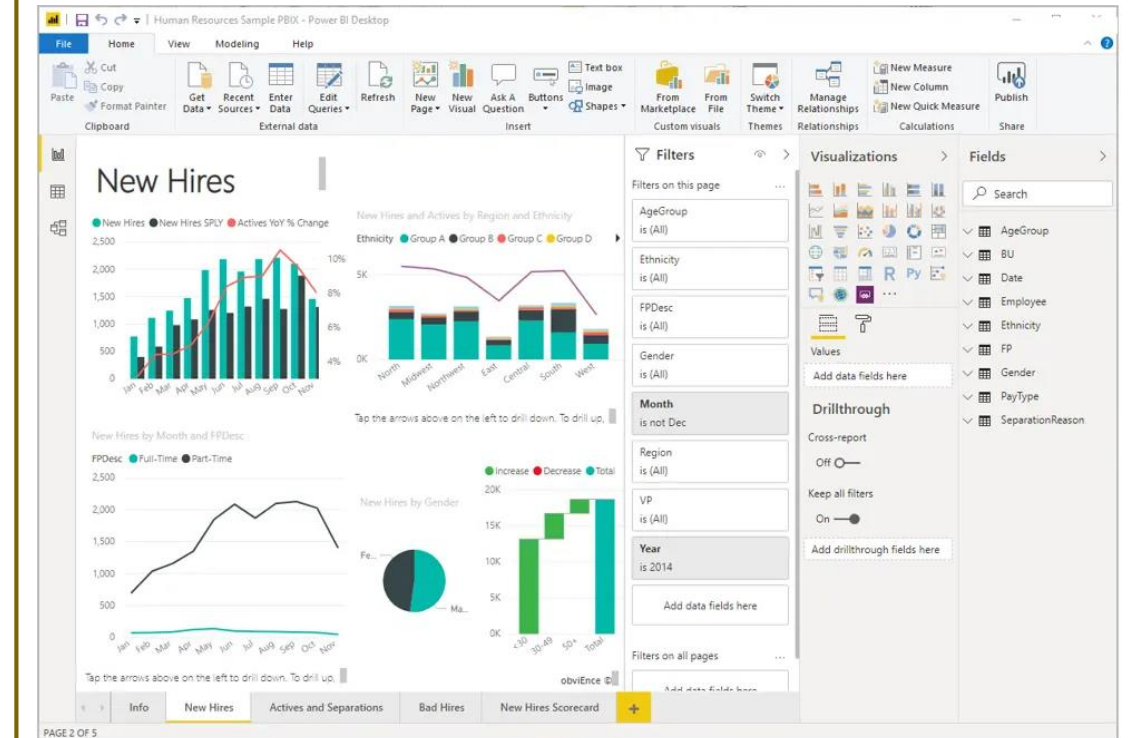 Human Resources Sample PBIX - Power BI Desktop
File Home View Modeling Help
Paste
Cut
Copy
Format Painter
Clipboard
Get Data
Recent Sources
Enter Data
Edit Queries
Refresh
External data
New Page
New Visual
Ask A Question
Buttons
Text box
Image
Shapes
Insert
From Marketplace
From File
Custom visuals
Switch Theme
Themes
Manage Relationships
Relationships
New Measure
New Column
New Quick Measure
Calculations
Publish
Share
New Hires
New Hires New Hires SPLY Actives YoY % Change
2,500
2,000
1,500
1,000
500
0
10%
8%
6%
4%
Jan Feb Mar Apr May Jun Jul Aug Sep Oct Nov
New Hires and Actives by Region and Ethnicity
Ethnicity Group A Group B Group C Group D
5K
0K
North Midwest Northwest East Central South West
Tap the arrows above on the left to drill down. To drill up,
New Hires by Month and FPDesc
FPDesc Full-Time Part-Time
2,500
2,000
1,500
1,000
500
0
Jan Feb Mar Apr May Jun Jul Aug Sep Oct Nov
Tap the arrows above on the left to drill down. To drill up,
New Hires by Gender
Fe...
Ma...
Increase Decrease Total
20K
15K
10K
5K
0K
<30 30-49 50+ Total
obviEnce ©
Filters
Filters on this page
AgeGroup
is (All)
Ethnicity
is (All)
FPDesc
is (All)
Gender
is (All)
Month
is not Dec
Region
is (All)
VP
is (All)
Year
is 2014
Add data fields here
Filters on all pages
Add data fields here
Visualizations
R Py
Values
Add data fields here
Drillthrough
Cross-report
Off
Keep all filters
On
Add drillthrough fields here
Fields
Search
AgeGroup
BU
Date
Employee
Ethnicity
FP
Gender
PayType
SeparationReason
Info New Hires Actives and Separations Bad Hires New Hires Scorecard +
PAGE 2 OF 5